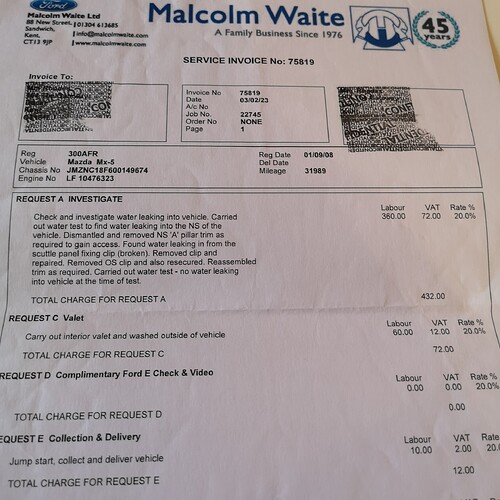 Ford
Malcolm Waite Ltd
88 New Street, | 01304 613685
Sandwich,
Kent. | info@malcolmwaite.com
CT13 9JP | www.malcolmwaite.com
Malcolm Waite
A Family Business Since 1976
45
years
SERVICE INVOICE No: 75819
Invoice To:
Invoice No 75819
Date 03/02/23
A/c No
Job No. 22745
Order No NONE
Page 1
Reg 300AFR Reg Date 01/09/08
Vehicle Mazda Mx-5 Del Date
Chassis No JMZNC18F600149674 Mileage 31989
Engine No LF 10476323
REQUEST A INVESTIGATE Labour VAT Rate %
Check and investigate water leaking into vehicle. Carried 360.00 72.00 20.0%
out water test to find water leaking into the NS of the
vehicle. Dismantled and removed NS 'A' pillar trim as
required to gain access. Found water leaking in from the
scuttle panel fixing clip (broken). Removed clip and
repaired. Removed OS clip and also resecured. Reassembled
trim as required. Carried out water test - no water leaking
into vehicle at the time of test.
TOTAL CHARGE FOR REQUEST A 432.00
REQUEST C Valet Labour VAT Rate %
Carry out interior valet and washed outside of vehicle 60.00 12.00 20.0%
TOTAL CHARGE FOR REQUEST C 72.00
REQUEST D Complimentary Ford E Check & Video Labour VAT Rate %
0.00 0.00 20.0%
TOTAL CHARGE FOR REQUEST D 0.00
EQUEST E Collection & Delivery Labour VAT Rate
Jump start, collect and deliver vehicle 10.00 2.00 20.
TOTAL CHARGE FOR REQUEST E 12.00